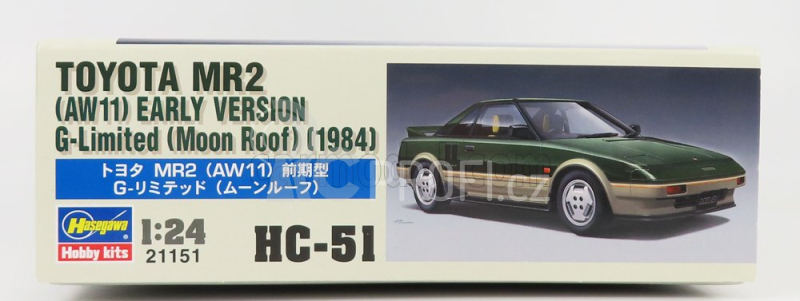 TOYOTA MR2
(AW11) EARLY VERSION
G-Limited (Moon Roof) (1984)
トヨタ MR2 (AW11) 前期型
G-リミテッド (ムーンルーフ)
Hasegawa
Hobby kits
1:24
21151
HC-51